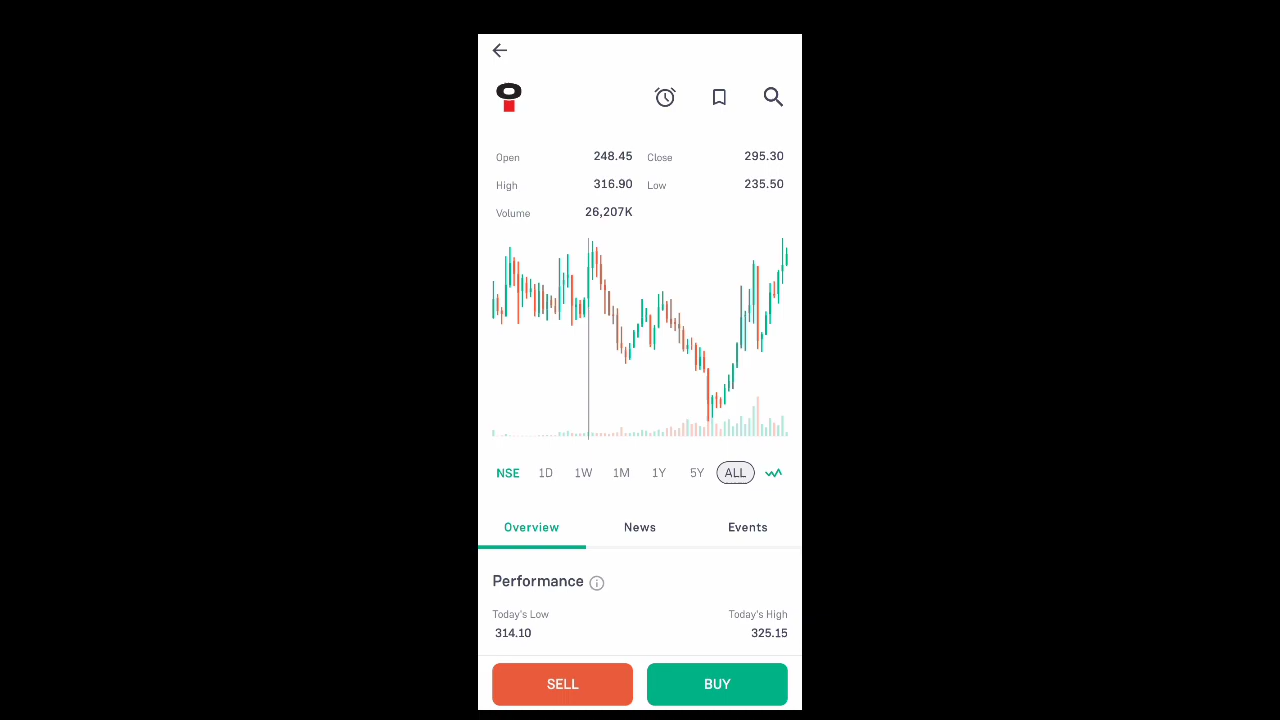 Open 248.45 Close 295.30
High 316.90 Low 235.50
Volume 26,207K
NSE 1D 1W 1M 1Y 5Y ALL
Overview News Events
Performance
Today's Low Today's High
314.10 325.15
SELL BUY